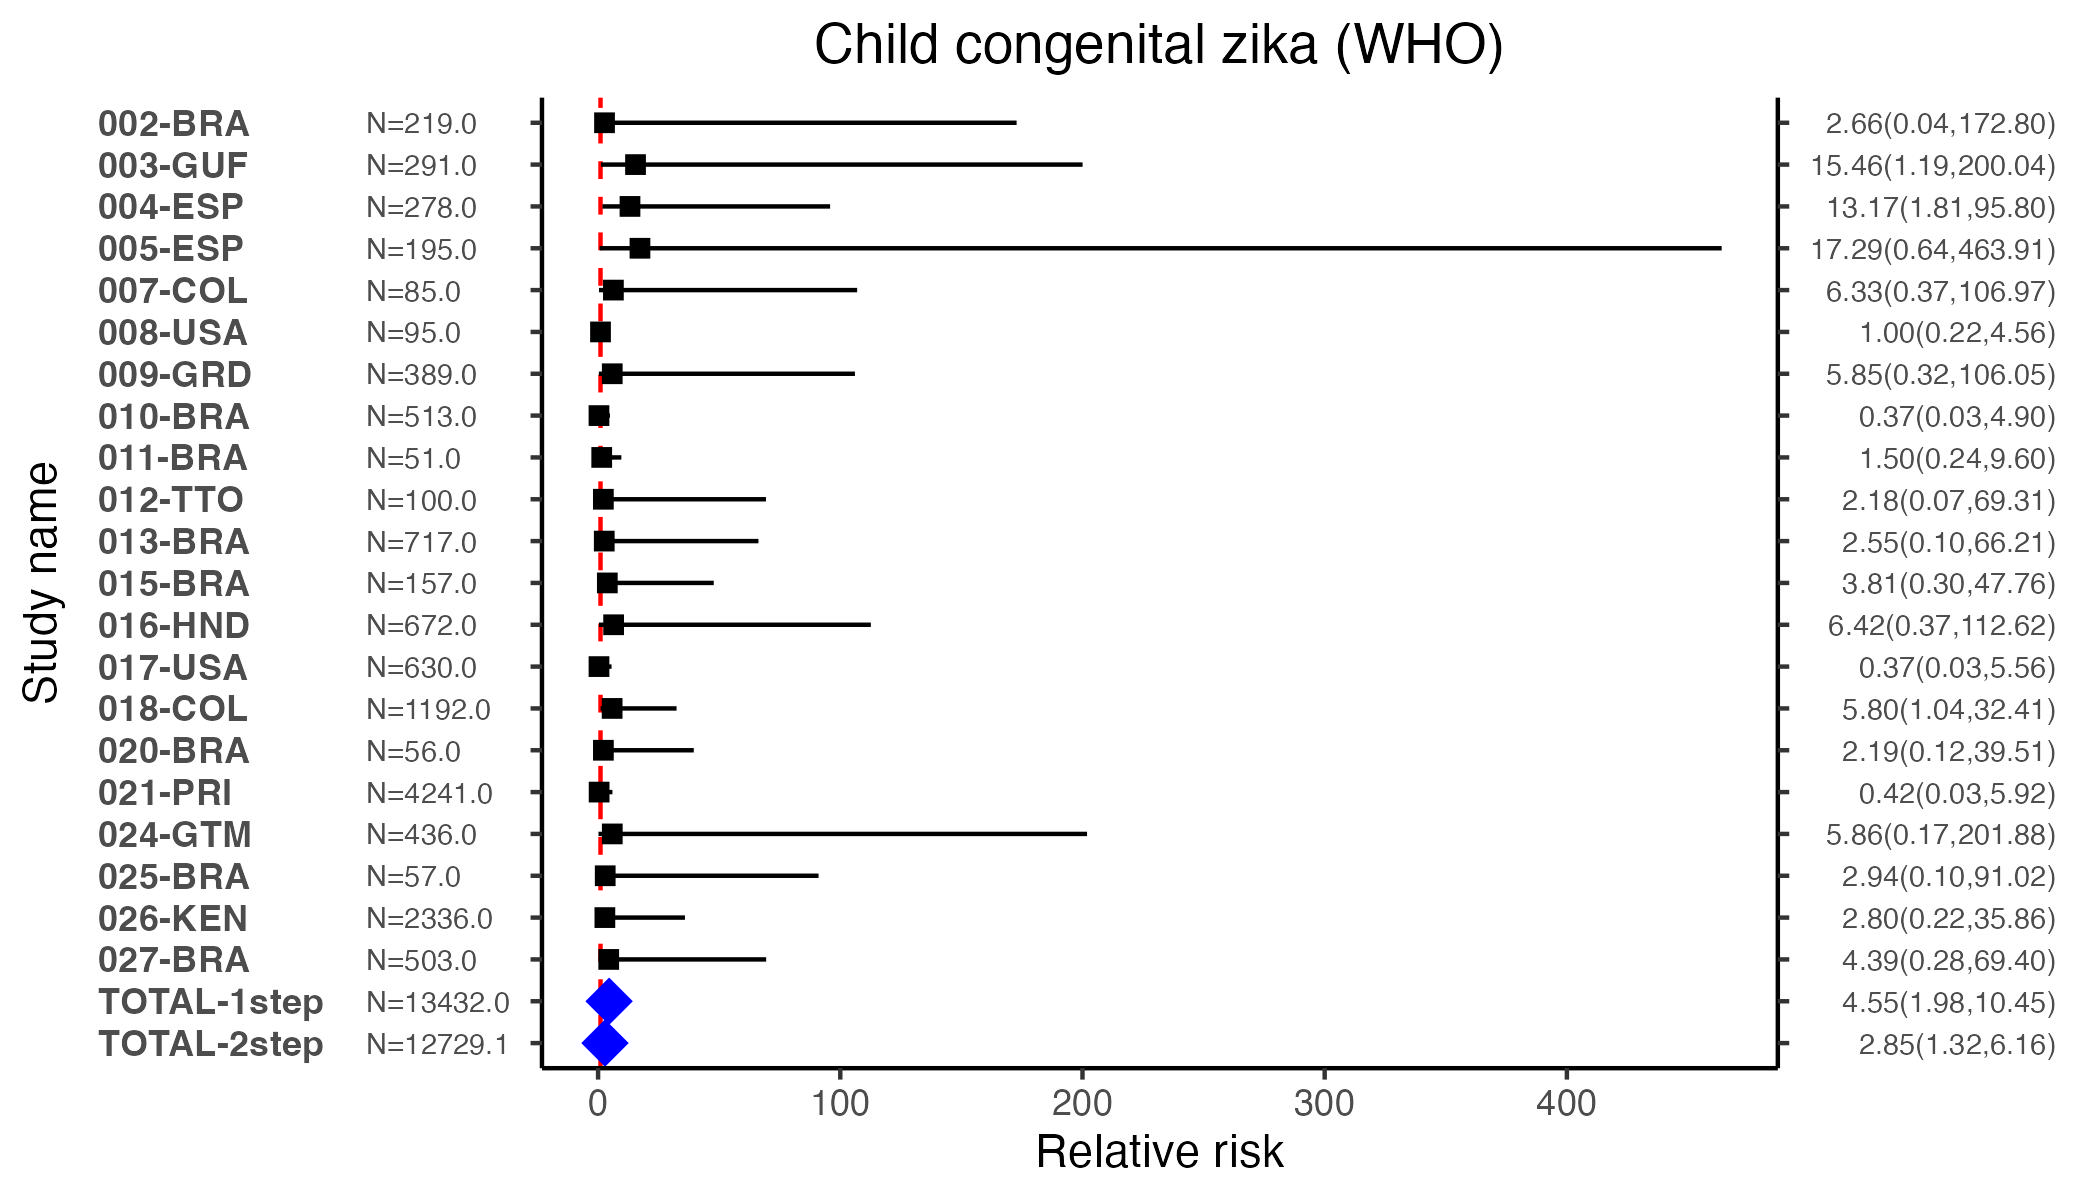 Child congenital zika (WHO)
Study name
002-BRA N=219.0 2.66(0.04,172.80)
003-GUF N=291.0 15.46(1.19,200.04)
004-ESP N=278.0 13.17(1.81,95.80)
005-ESP N=195.0 17.29(0.64,463.91)
007-COL N=85.0 6.33(0.37,106.97)
008-USA N=95.0 1.00(0.22,4.56)
009-GRD N=389.0 5.85(0.32,106.05)
010-BRA N=513.0 0.37(0.03,4.90)
011-BRA N=51.0 1.50(0.24,9.60)
012-TTO N=100.0 2.18(0.07,69.31)
013-BRA N=717.0 2.55(0.10,66.21)
015-BRA N=157.0 3.81(0.30,47.76)
016-HND N=672.0 6.42(0.37,112.62)
017-USA N=630.0 0.37(0.03,5.56)
018-COL N=1192.0 5.80(1.04,32.41)
020-BRA N=56.0 2.19(0.12,39.51)
021-PRI N=4241.0 0.42(0.03,5.92)
024-GTM N=436.0 5.86(0.17,201.88)
025-BRA N=57.0 2.94(0.10,91.02)
026-KEN N=2336.0 2.80(0.22,35.86)
027-BRA N=503.0 4.39(0.28,69.40)
TOTAL-1step N=13432.0 4.55(1.98,10.45)
TOTAL-2step N=12729.1 2.85(1.32,6.16)
0 100 200 300 400
Relative risk